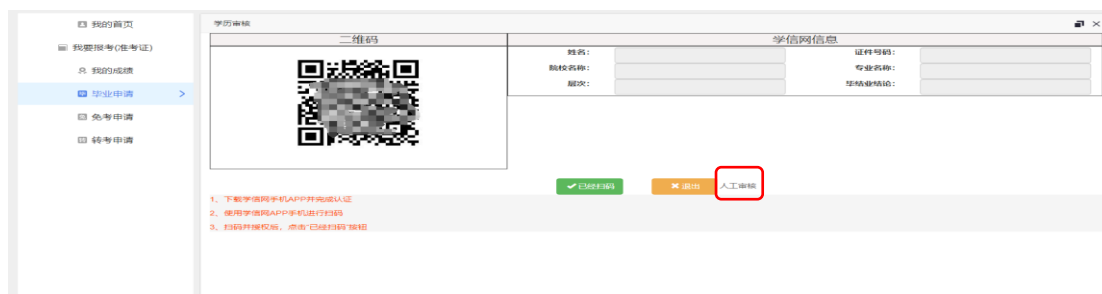 我的首页
我要报考(准考证)
我的成绩
毕业申请
免考申请
转考申请
学历审核
二维码
学信网信息
姓名:
证件号码:
院校名称:
专业名称:
层次:
毕结业结论:
已经扫码
退出
人工审核
1、下载学信网手机APP并完成认证
2、使用学信网APP手机进行扫码
3、扫码并授权后，点击"已经扫码"按钮